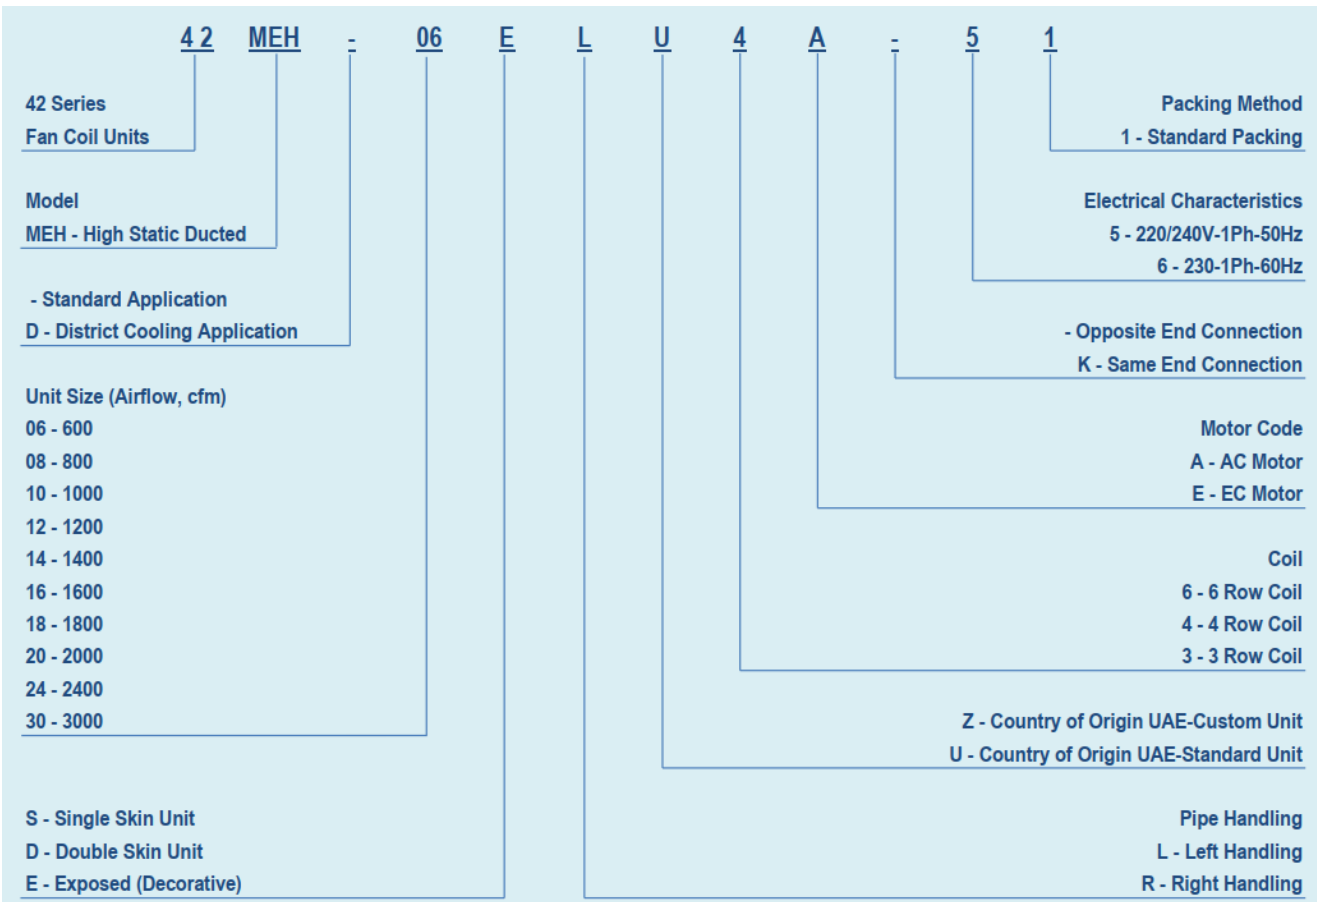 42 MEH - 06 E L U 4 A - 5 1
42 Series
Fan Coil Units
Model
MEH - High Static Ducted
- Standard Application
D - District Cooling Application
Unit Size (Airflow, cfm)
06 - 600
08 - 800
10 - 1000
12 - 1200
14 - 1400
16 - 1600
18 - 1800
20 - 2000
24 - 2400
30 - 3000
S - Single Skin Unit
D - Double Skin Unit
E - Exposed (Decorative)
Packing Method
1 - Standard Packing
Electrical Characteristics
5 - 220/240V-1Ph-50Hz
6 - 230-1Ph-60Hz
- Opposite End Connection
K - Same End Connection
Motor Code
A - AC Motor
E - EC Motor
Coil
6 - 6 Row Coil
4 - 4 Row Coil
3 - 3 Row Coil
Z - Country of Origin UAE-Custom Unit
U - Country of Origin UAE-Standard Unit
Pipe Handling
L - Left Handling
R - Right Handling